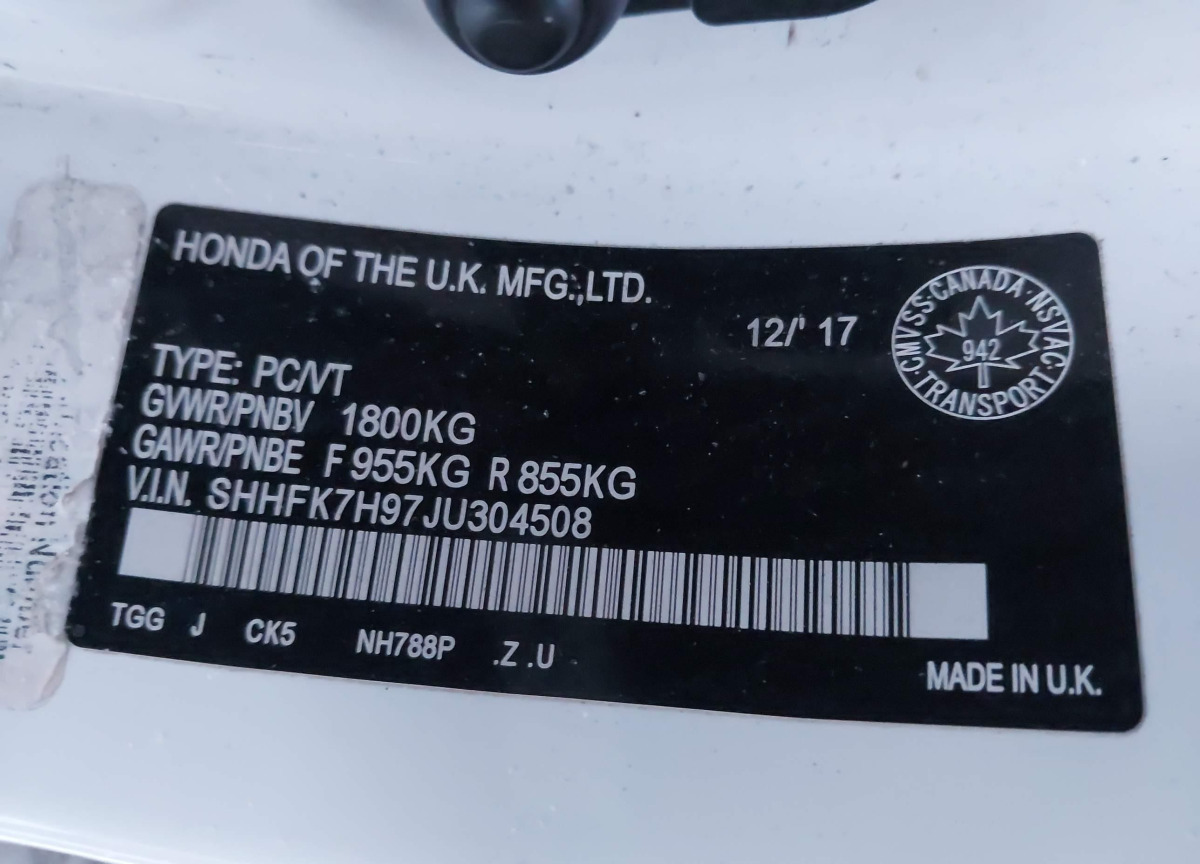 HONDA OF THE U.K. MFG.,LTD.
12/' 17
CMVSS·CANADA·NSVAC·TRANSPORT·
942
TYPE: PC/VT
GVWR/PNBV 1800KG
GAWR/PNBE F 955KG R 855KG
V.I.N. SHHFK7H97JU304508
TGG J CK5 NH788P .Z .U
MADE IN U.K.